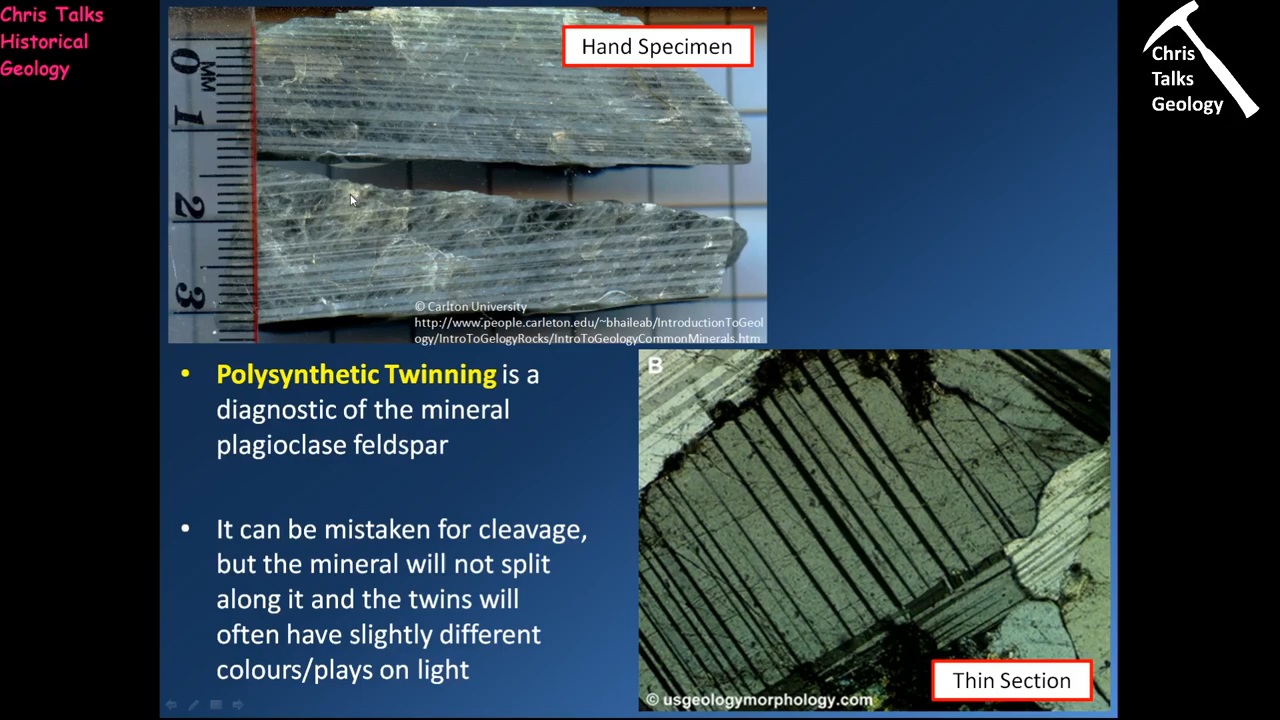 Chris Talks
Historical
Geology
Hand Specimen
Chris
Talks
Geology
0
MM
1
2
3
© Carlton University
http://www.people.carleton.edu/~bhaileab/IntroductionToGeol
ogy/IntroToGelogyRocks/IntroToGeologyCommonMinerals.htm
• Polysynthetic Twinning is a
diagnostic of the mineral
plagioclase feldspar
• It can be mistaken for cleavage,
but the mineral will not split
along it and the twins will
often have slightly different
colours/plays on light
B
Thin Section
© usgeologymorphology.com